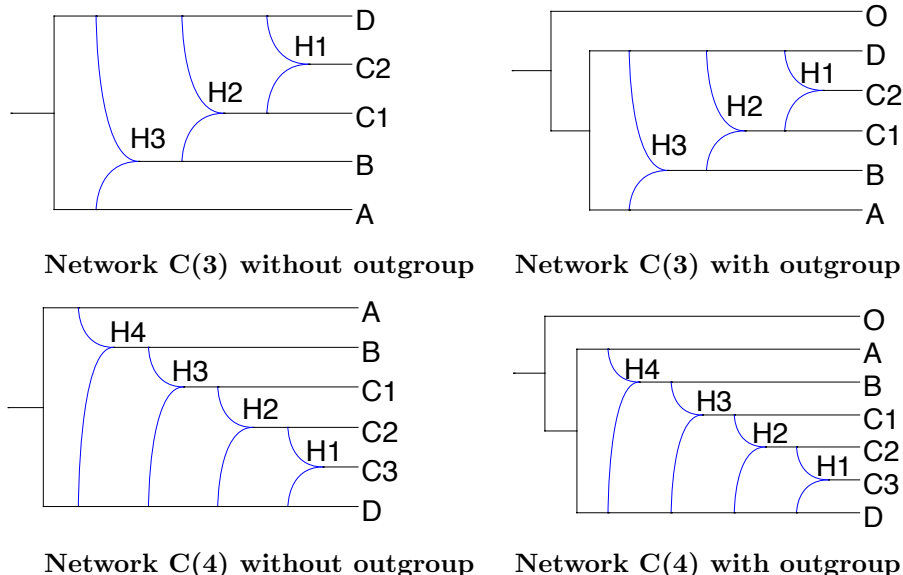 D
H1
C2
H2
C1
H3
B
A
Network C(3) without outgroup
O
D
H1
C2
H2
C1
H3
B
A
Network C(3) with outgroup
A
H4
B
H3
C1
H2
C2
H1
C3
D
Network C(4) without outgroup
O
A
H4
B
H3
C1
H2
C2
H1
C3
D
Network C(4) with outgroup